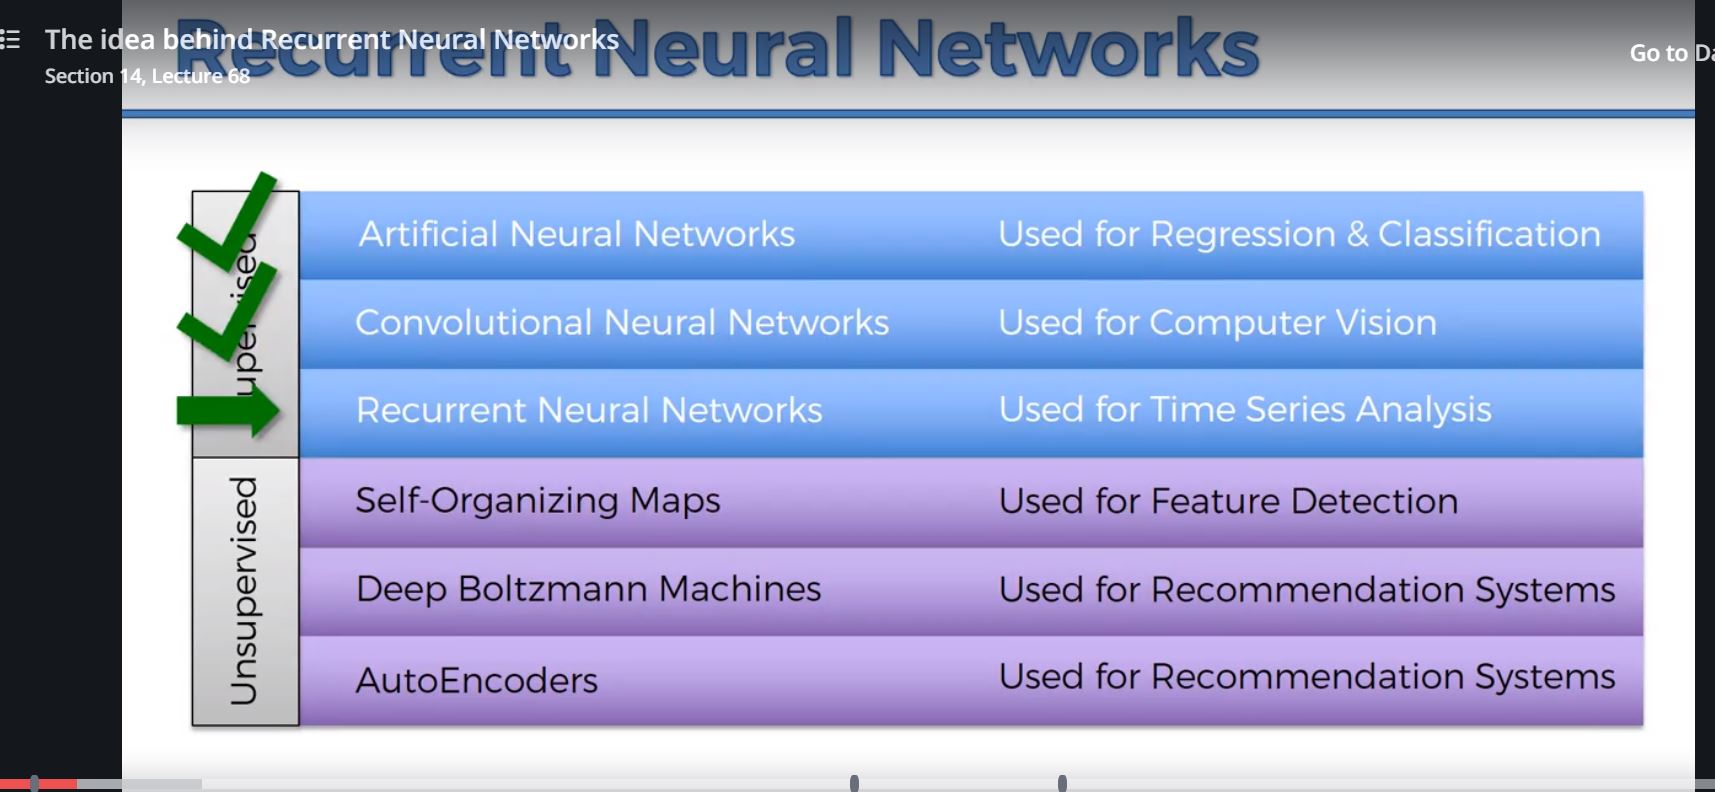 The idea behind Recurrent Neural Networks
Section 14, Lecture 68
Go to
Recurrent Neural Networks
Artificial Neural Networks Used for Regression & Classification
Convolutional Neural Networks Used for Computer Vision
Recurrent Neural Networks Used for Time Series Analysis
Unsupervised
Self-Organizing Maps Used for Feature Detection
Deep Boltzmann Machines Used for Recommendation Systems
AutoEncoders Used for Recommendation Systems